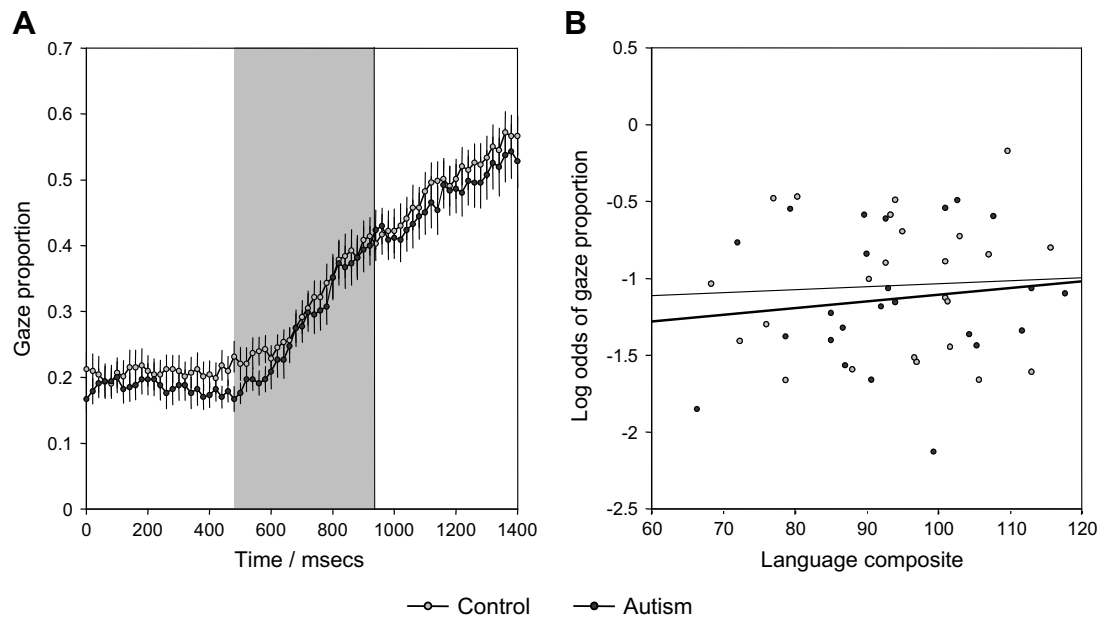 A
Gaze proportion
0.7
0.6
0.5
0.4
0.3
0.2
0.1
0
0 200 400 600 800 1000 1200 1400
Time / msecs
B
Log odds of gaze proportion
0.5
0
-0.5
-1
-1.5
-2
-2.5
60 70 80 90 100 110 120
Language composite
Control Autism